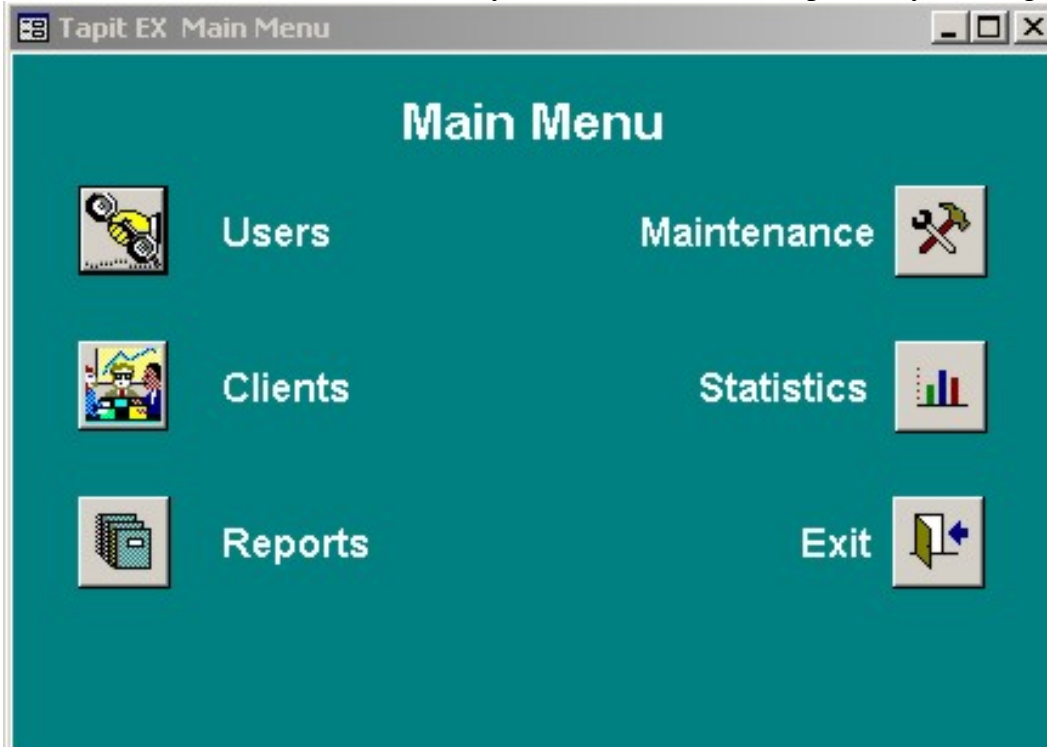 Tapit EX Main Menu
Main Menu
Users
Maintenance
Clients
Statistics
Reports
Exit